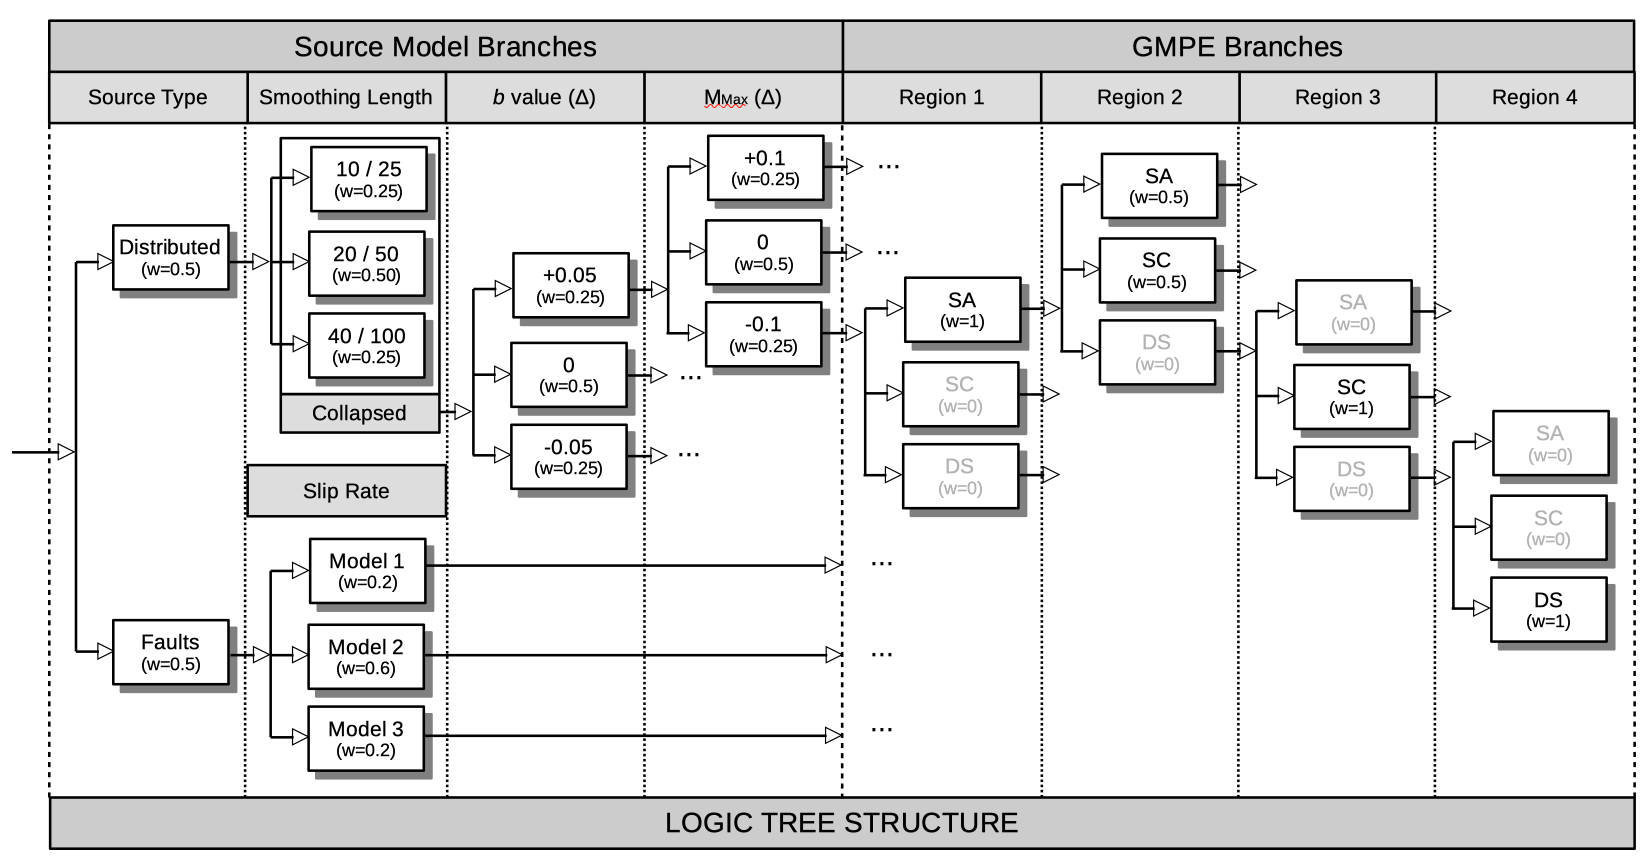 Source Model Branches
GMPE Branches
Source Type
Smoothing Length
b value (Δ)
MMax (Δ)
Region 1
Region 2
Region 3
Region 4
Distributed
(w=0.5)
Faults
(w=0.5)
10 / 25
(w=0.25)
20 / 50
(w=0.50)
40 / 100
(w=0.25)
Collapsed
Slip Rate
Model 1
(w=0.2)
Model 2
(w=0.6)
Model 3
(w=0.2)
+0.05
(w=0.25)
0
(w=0.5)
-0.05
(w=0.25)
+0.1
(w=0.25)
0
(w=0.5)
-0.1
(w=0.25)
...
...
...
...
SA
(w=1)
SC
(w=0)
DS
(w=0)
...
...
...
SA
(w=0.5)
SC
(w=0.5)
DS
(w=0)
SA
(w=0)
SC
(w=1)
DS
(w=0)
SA
(w=0)
SC
(w=0)
DS
(w=1)
LOGIC TREE STRUCTURE